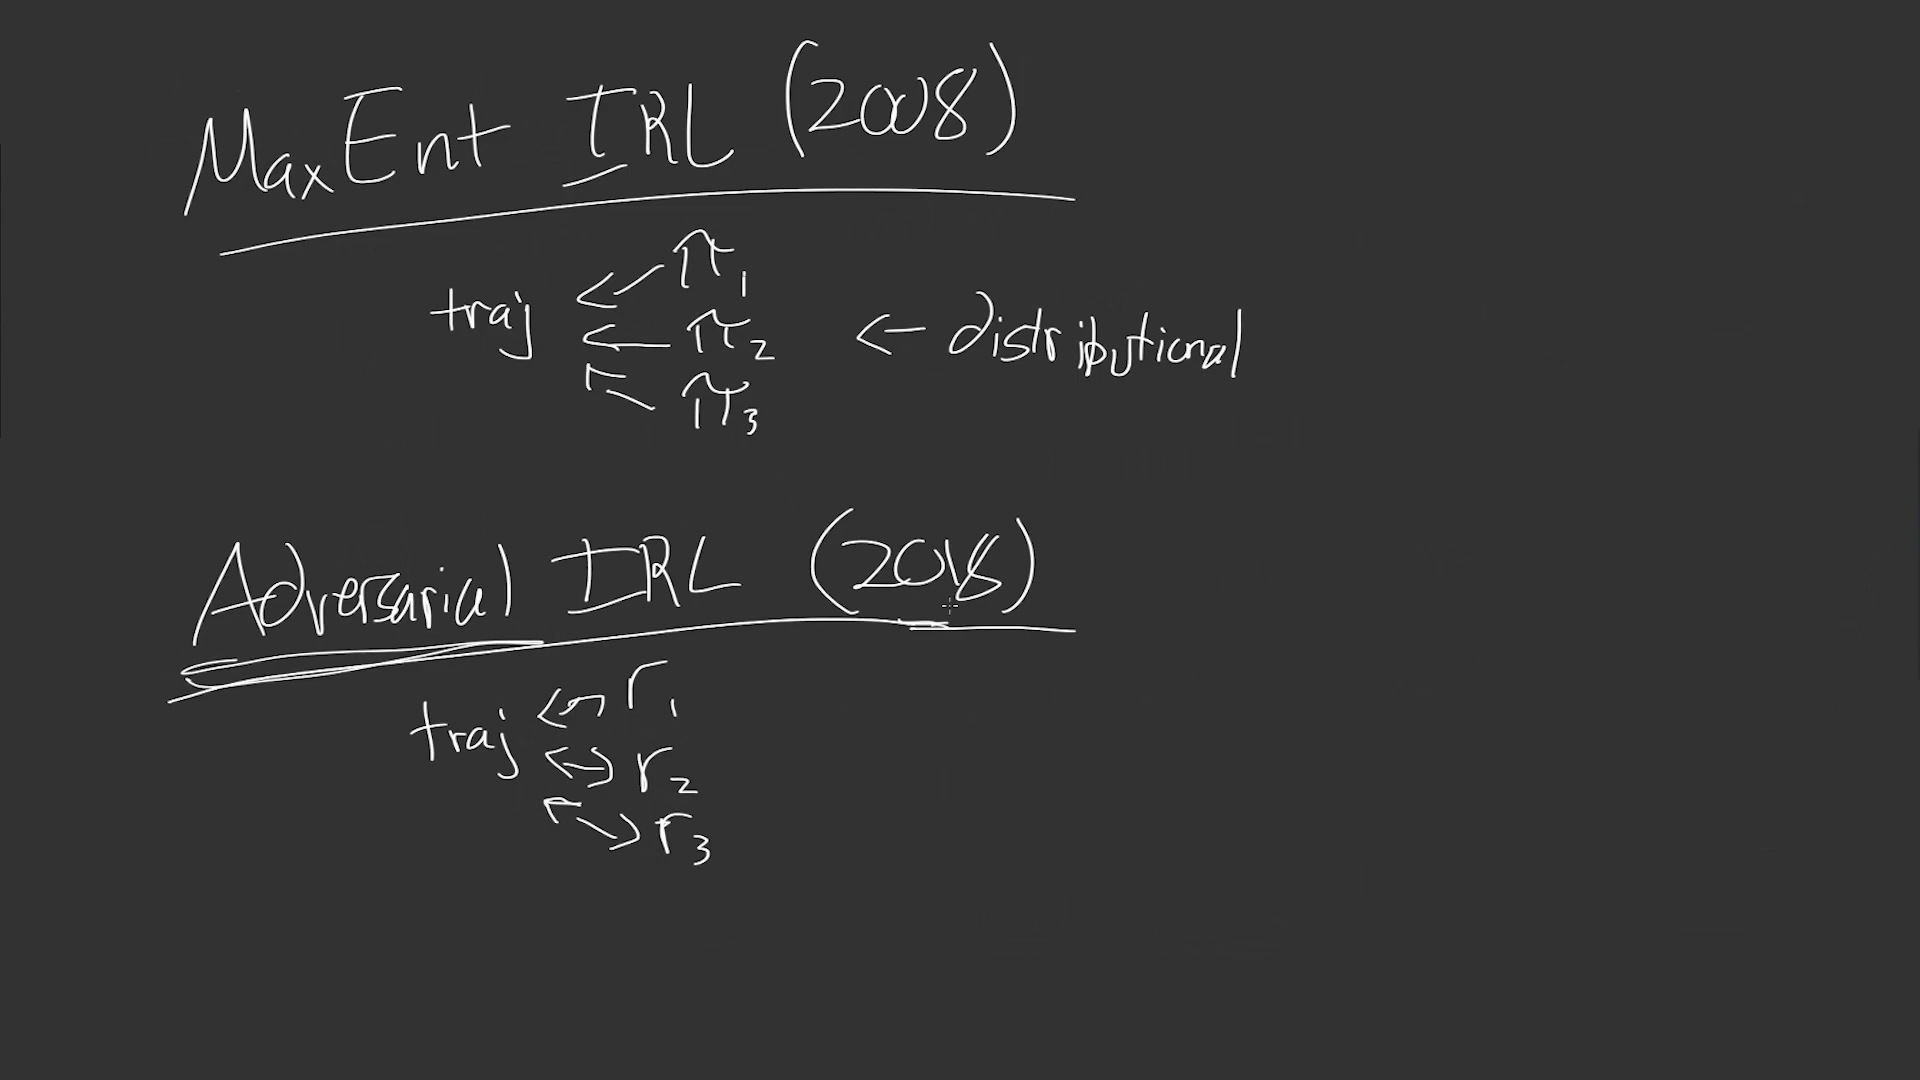 MaxEnt IRL (2008)
traj ← π₁
← π₂ ← distributional
← π₃
Adversarial IRL (2018)
traj ↔ r₁
↔ r₂
↔ r₃